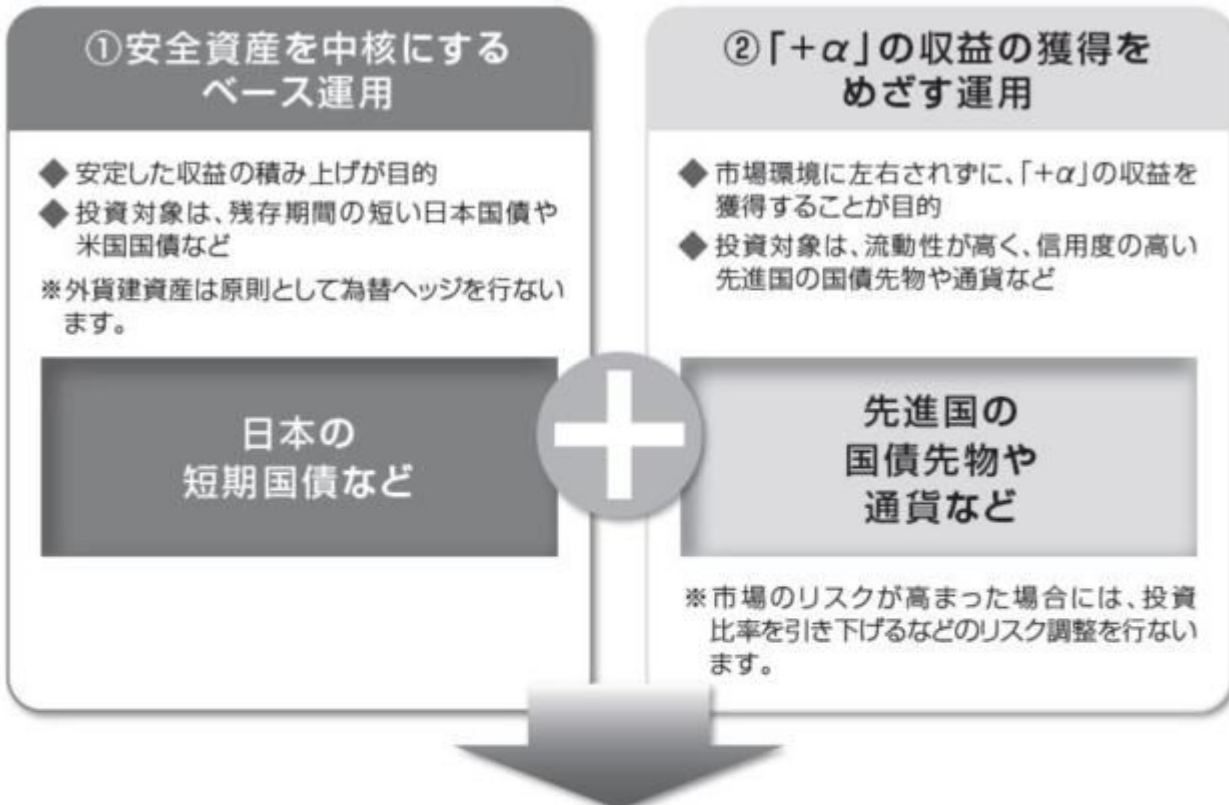 ①安全資産を中核にする
ベース運用
◆ 安定した収益の積み上げが目的
◆ 投資対象は、残存期間の短い日本国債や
米国国債など
※外貨建資産は原則として為替ヘッジを行ない
ます。
日本の
短期国債など
②「+α」の収益の獲得を
めざす運用
◆ 市場環境に左右されずに、「+α」の収益を
獲得することが目的
◆ 投資対象は、流動性が高く、信用度の高い
先進国の国債先物や通貨など
先進国の
国債先物や
通貨など
※市場のリスクが高まった場合には、投資
比率を引き下げるなどのリスク調整を行ない
ます。